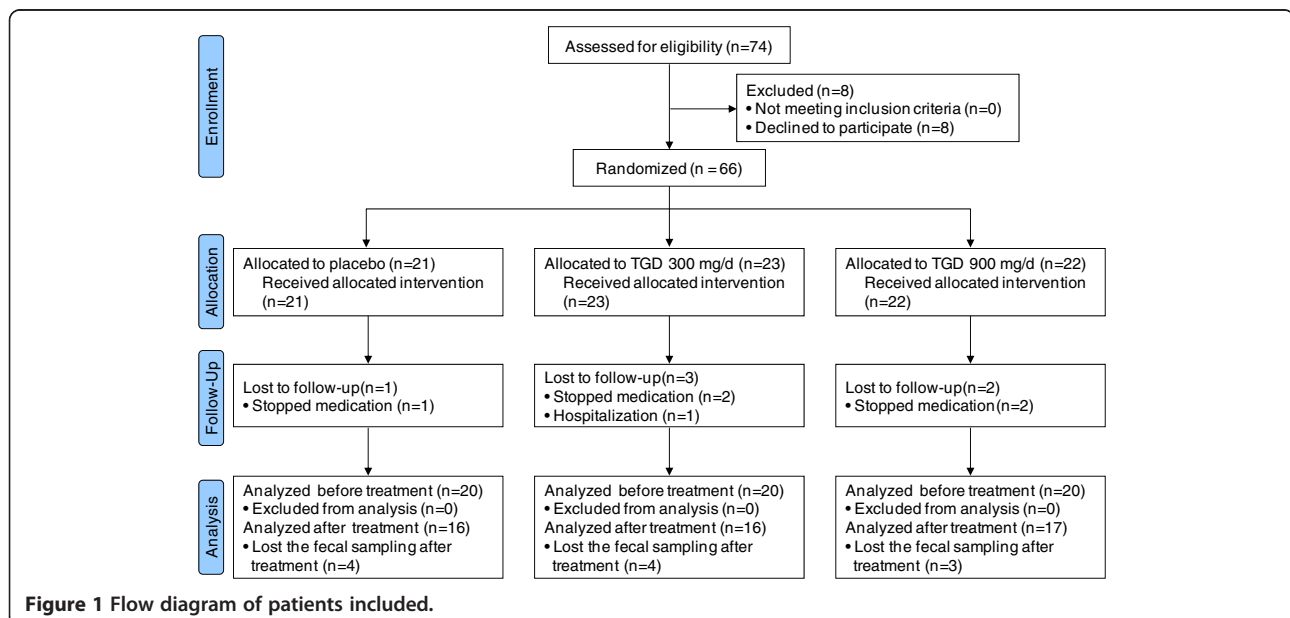 Enrollment
Assessed for eligibility (n=74)
Excluded (n=8)
• Not meeting inclusion criteria (n=0)
• Declined to participate (n=8)
Randomized (n = 66)
Allocation
Allocated to placebo (n=21)
Received allocated intervention
(n=21)
Allocated to TGD 300 mg/d (n=23)
Received allocated intervention
(n=23)
Allocated to TGD 900 mg/d (n=22)
Received allocated intervention
(n=22)
Follow-Up
Lost to follow-up(n=1)
• Stopped medication (n=1)
Lost to follow-up(n=3)
• Stopped medication (n=2)
• Hospitalization (n=1)
Lost to follow-up(n=2)
• Stopped medication(n=2)
Analysis
Analyzed before treatment (n=20)
• Excluded from analysis (n=0)
Analyzed after treatment (n=16)
• Lost the fecal sampling after
treatment (n=4)
Analyzed before treatment (n=20)
• Excluded from analysis (n=0)
Analyzed after treatment (n=16)
• Lost the fecal sampling after
treatment (n=4)
Analyzed before treatment (n=20)
• Excluded from analysis (n=0)
Analyzed after treatment (n=17)
• Lost the fecal sampling after
treatment (n=3)
Figure 1 Flow diagram of patients included.